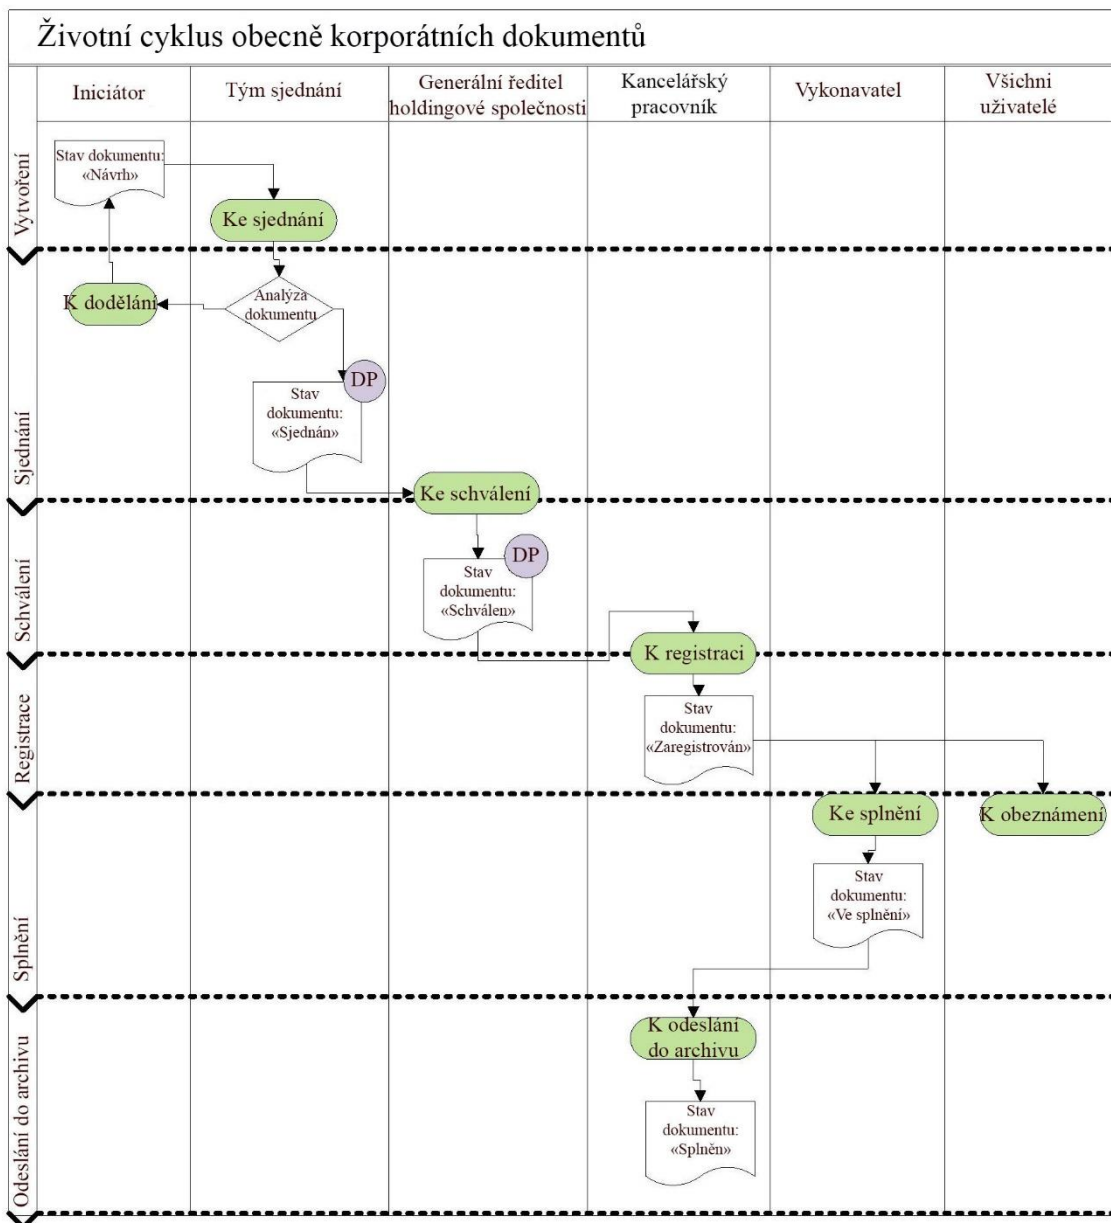 Životní cyklus obecně korporátních dokumentů
Iniciátor
Tým sjednání
Generální ředitel
holdingové společnosti
Kancelářský
pracovník
Vykonavatel
Všichni
uživatelé
Vytvoření
Stav dokumentu:
«Návrh»
Ke sjednání
Sjednání
K dodělání
Analýza
dokumentu
DP
Stav
dokumentu:
«Sjednán»
Ke schválení
Schválení
DP
Stav
dokumentu:
«Schválen»
K registraci
Registrace
Stav
dokumentu:
«Zaregistrován»
Ke splnění
K obeznámení
Splnění
Stav
dokumentu:
«Ve splnění»
Odeslání do archivu
K odeslání
do archivu
Stav
dokumentu:
«Splněn»